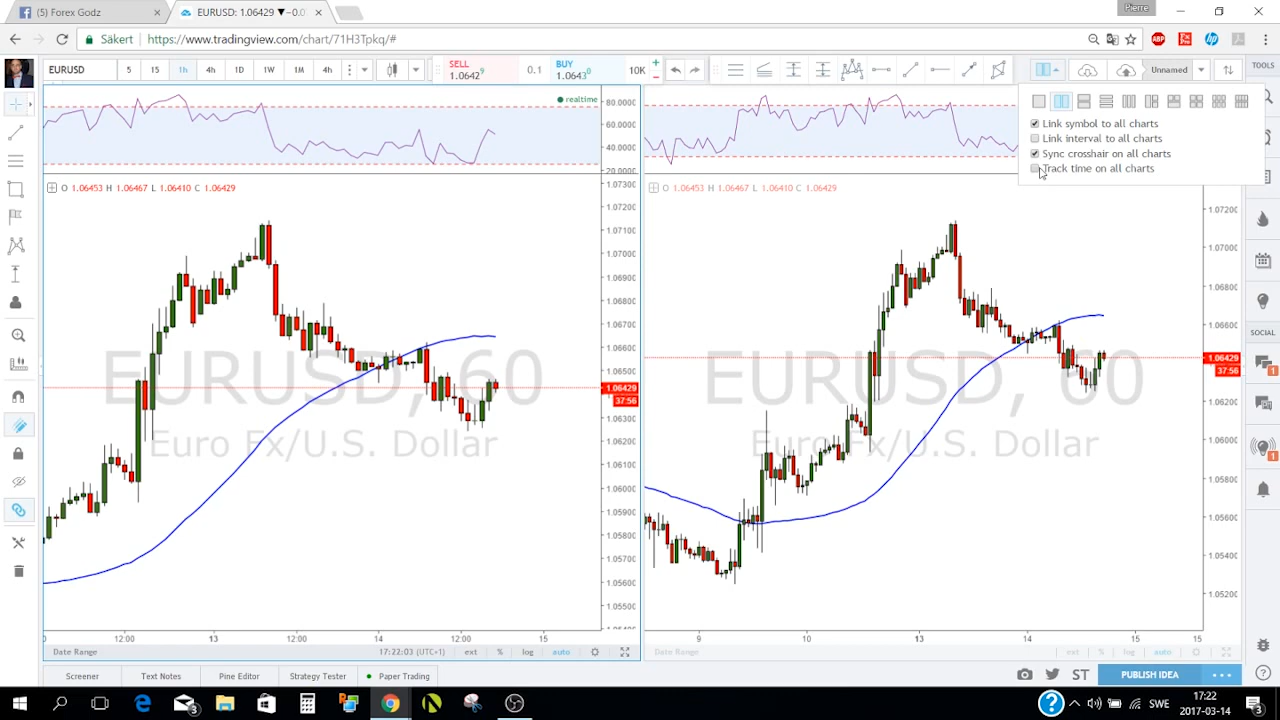 (5) Forex Godz
EURUSD: 1.06429 ▼−0.0
Pierre
Säkert
https://www.tradingview.com/chart/71H3Tpkq/#
EURUSD
5
15
1h
4h
1D
1W
1M
4h
SELL
1.0642⁹
0.1
BUY
1.0643⁰
10K
Unnamed
TOOLS
realtime
80.0000
60.0000
40.0000
20.0000
Link symbol to all charts
Link interval to all charts
Sync crosshair on all charts
Track time on all charts
O 1.06453 H 1.06467 L 1.06410 C 1.06429
1.07300
1.07200
1.07100
1.07000
1.06900
1.06800
1.06700
1.06600
1.06500
1.06429
37:56
1.06300
1.06200
1.06100
1.06000
1.05900
1.05800
1.05700
1.05600
1.05500
EURUSD, 60
Euro Fx/U.S. Dollar
O 1.06453 H 1.06467 L 1.06410 C 1.06429
1.07200
1.07000
1.06800
1.06600
1.06429
37:56
1.06200
1.06000
1.05800
1.05600
1.05400
1.05200
EURUSD, 60
Euro Fx/U.S. Dollar
SOCIAL
1
1
12:00
13
12:00
14
12:00
15
9
10
13
14
15
15
Date Range
17:22:03 (UTC+1)
ext
%
log
auto
Date Range
ext
%
log
auto
Screener
Text Notes
Pine Editor
Strategy Tester
Paper Trading
ST
PUBLISH IDEA
3
SWE
17:22
2017-03-14
3